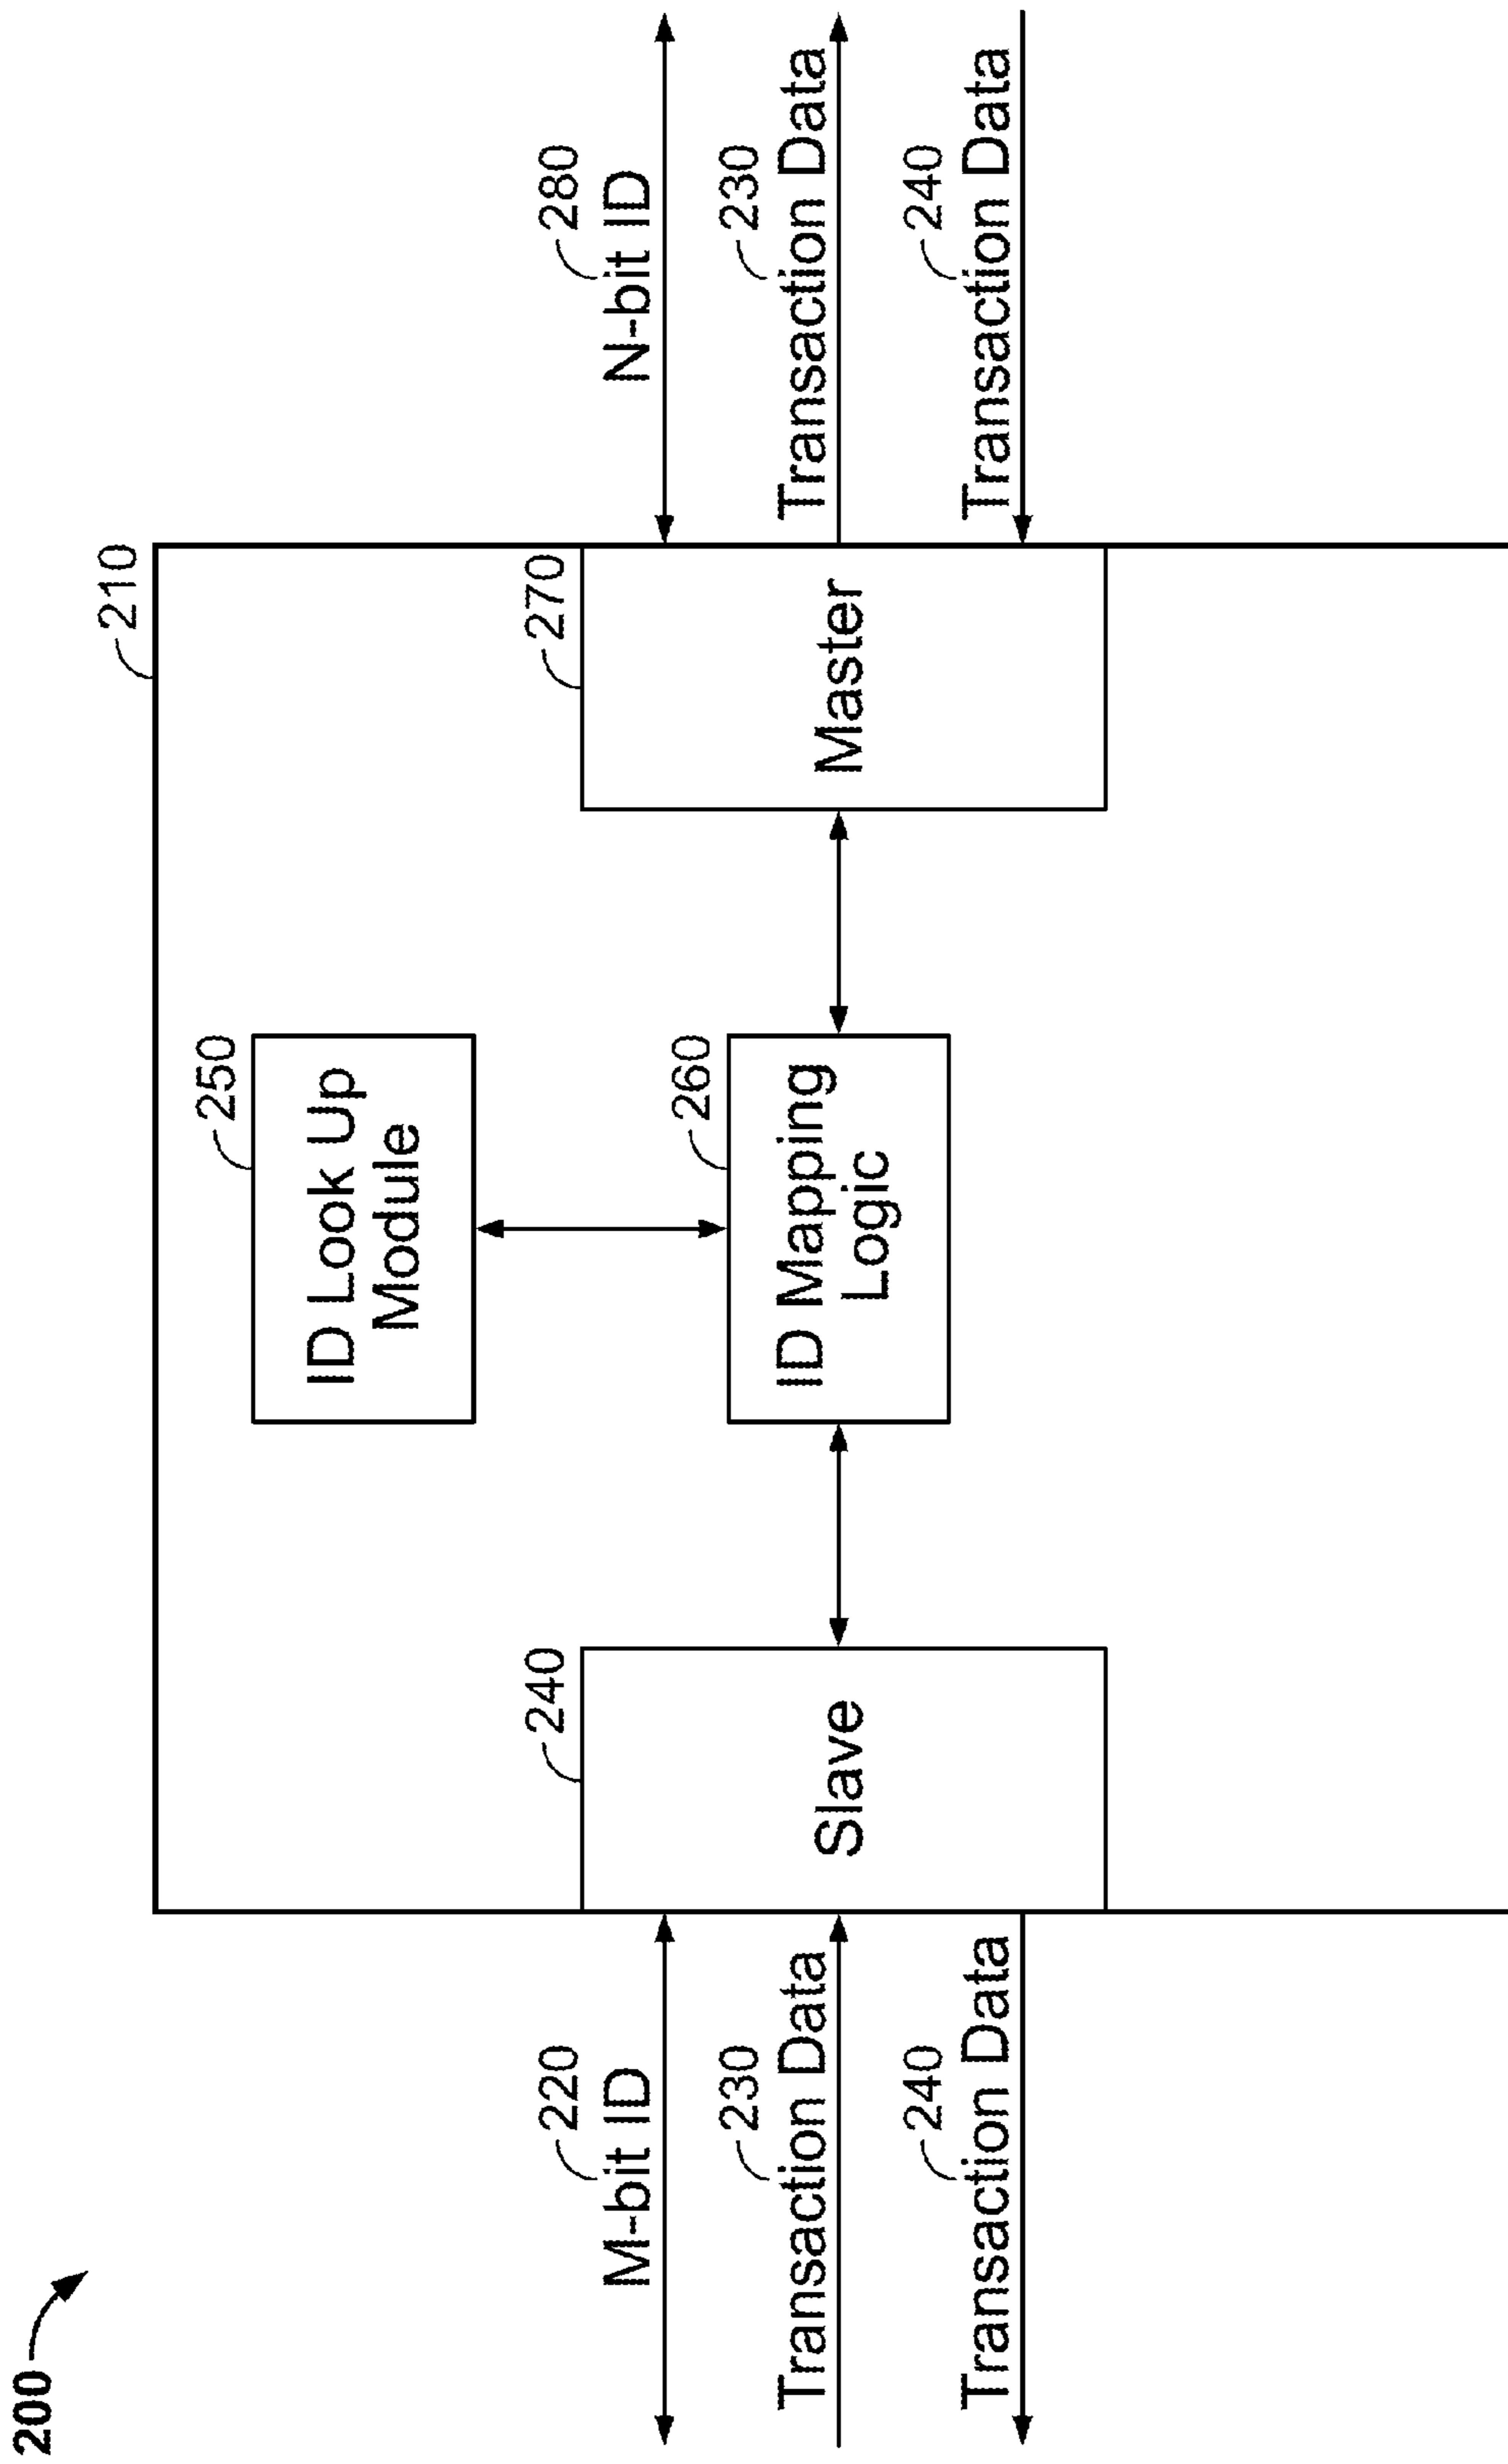 200
210
250
ID Look Up
Module
220
M-bit ID
240
270
280
N-bit ID
230
Transaction Data
Slave
260
ID Mapping
Logic
Master
230
Transaction Data
240
Transaction Data
240
Transaction Data